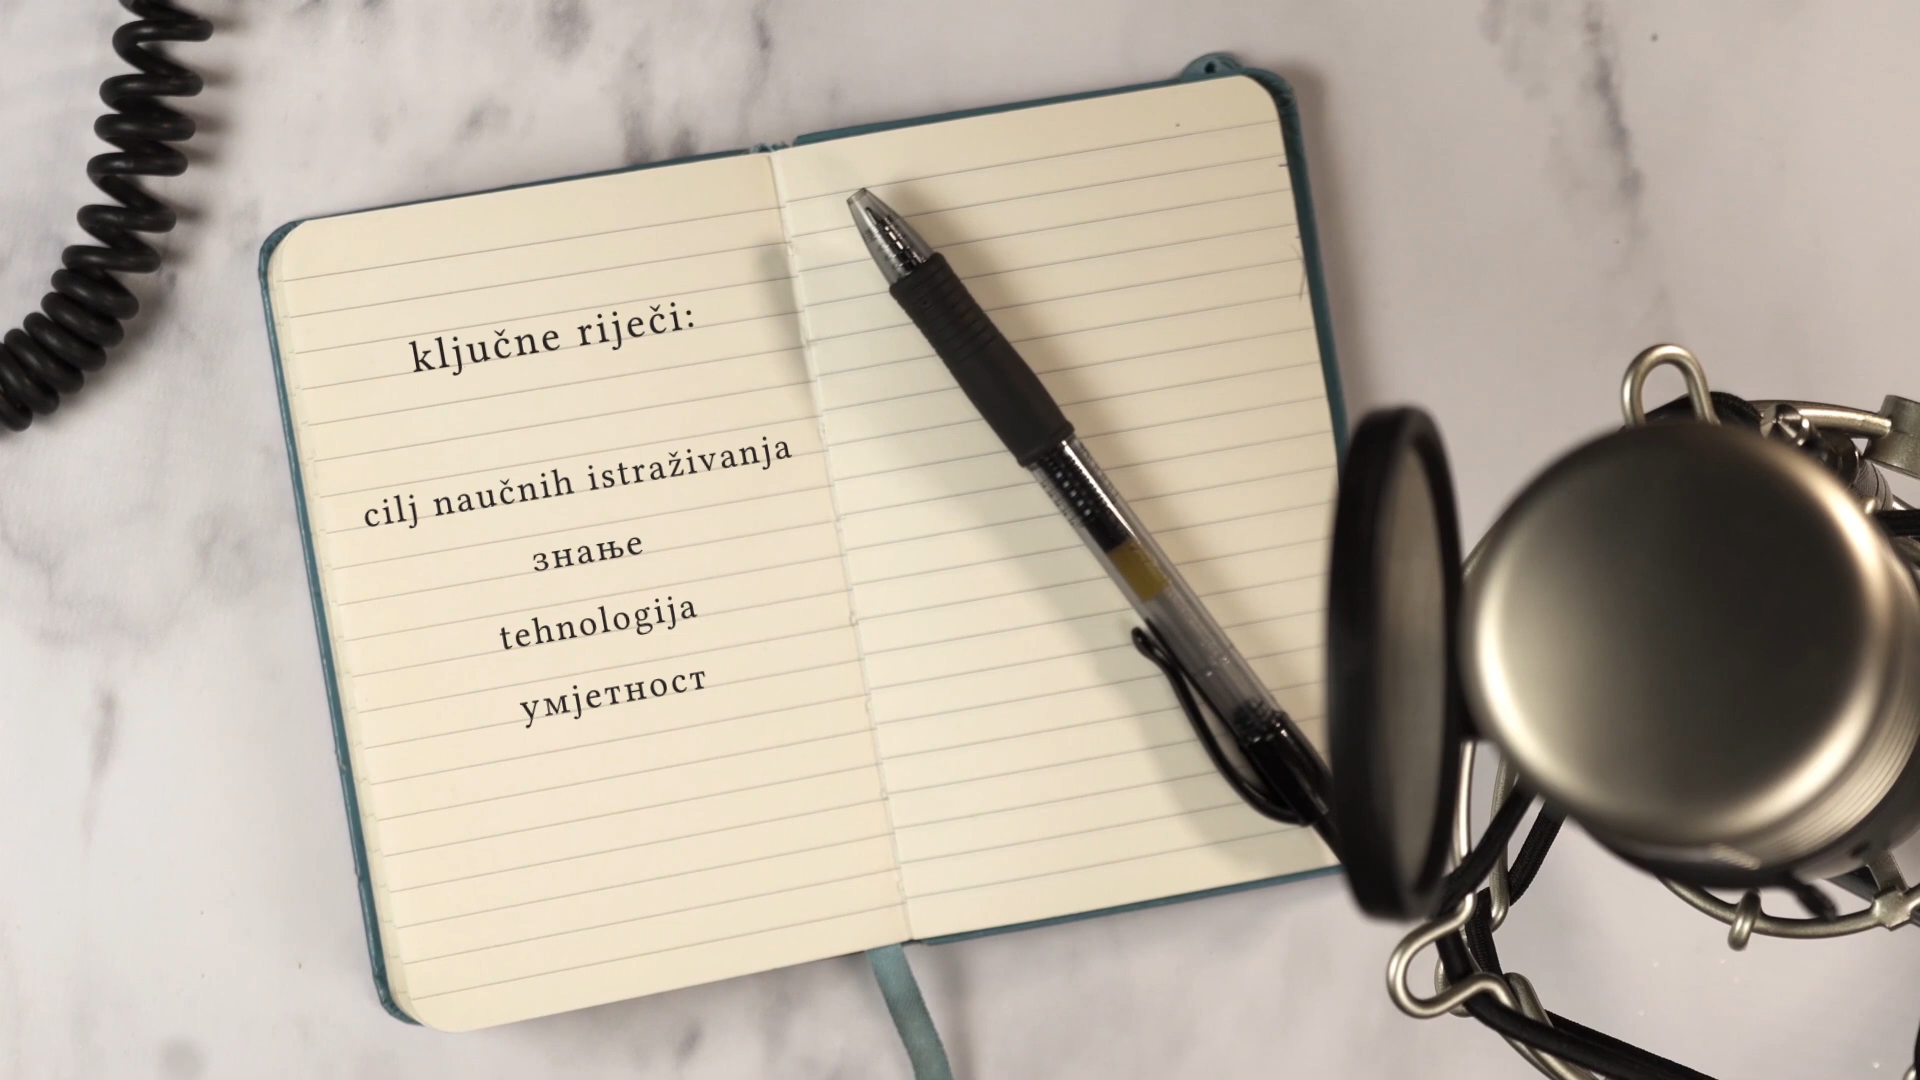 ključne riječi:
cilj naučnih istraživanja
знање
tehnologija
умјетност